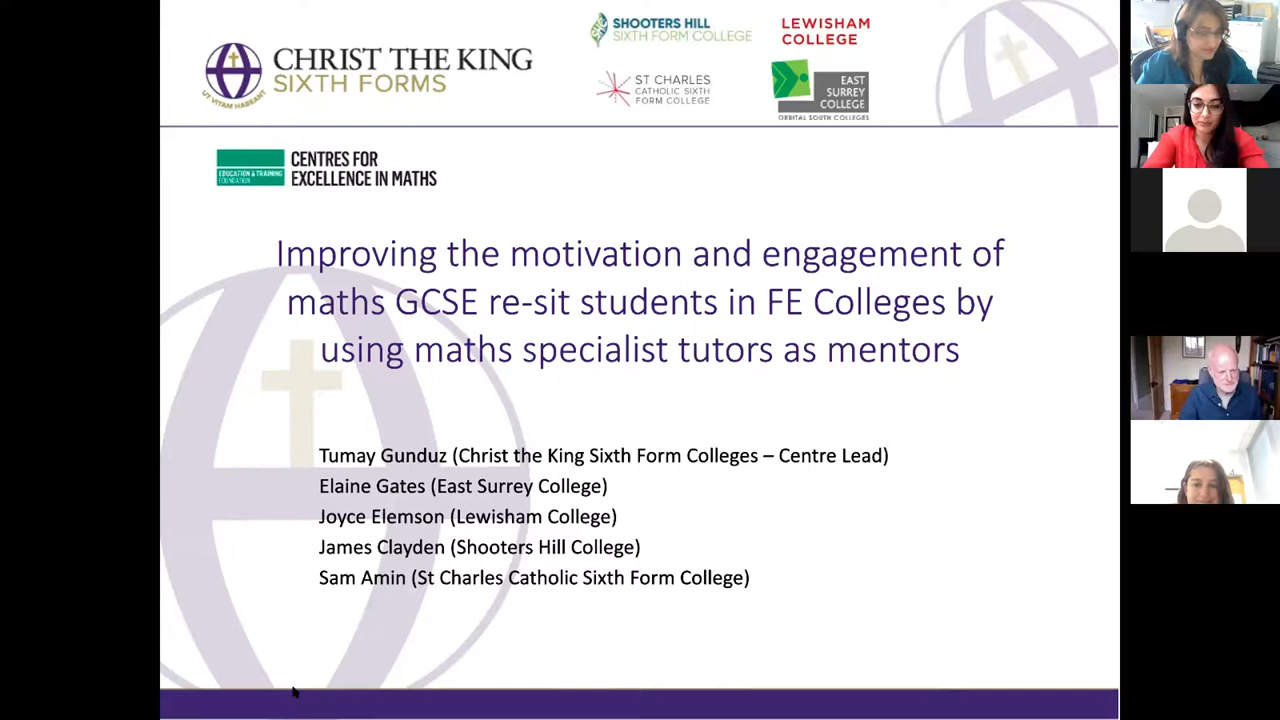 CHRIST THE KING
SIXTH FORMS
UT VITAM HABEANT
SHOOTERS HILL
SIXTH FORM COLLEGE
LEWISHAM
COLLEGE
ST CHARLES
CATHOLIC SIXTH
FORM COLLEGE
EAST
SURREY
COLLEGE
ORBITAL SOUTH COLLEGES
EDUCATION & TRAINING
FOUNDATION
CENTRES FOR
EXCELLENCE IN MATHS
Improving the motivation and engagement of
maths GCSE re-sit students in FE Colleges by
using maths specialist tutors as mentors
Tumay Gunduz (Christ the King Sixth Form Colleges – Centre Lead)
Elaine Gates (East Surrey College)
Joyce Elemson (Lewisham College)
James Clayden (Shooters Hill College)
Sam Amin (St Charles Catholic Sixth Form College)